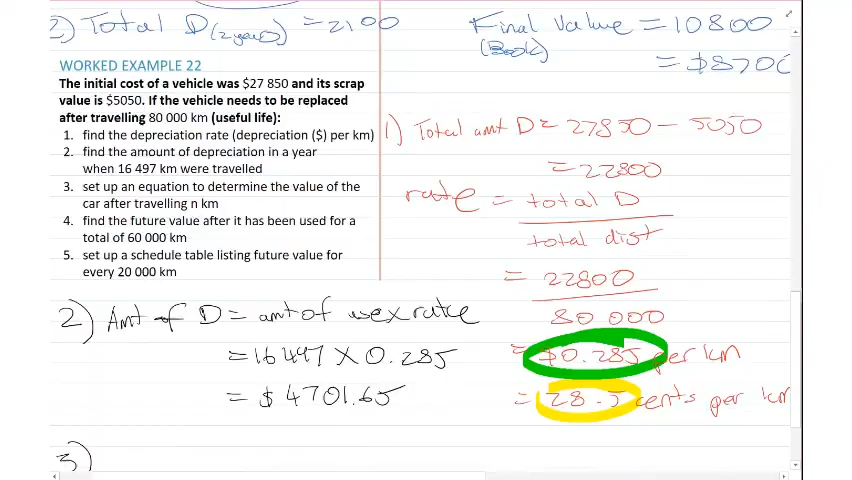 2) Total D(2years) = 2100
Final Value = 10800
(Book)
= $8700
WORKED EXAMPLE 22
The initial cost of a vehicle was $27 850 and its scrap
value is $5050. If the vehicle needs to be replaced
after travelling 80 000 km (useful life):
1. find the depreciation rate (depreciation ($) per km)
2. find the amount of depreciation in a year
when 16 497 km were travelled
3. set up an equation to determine the value of the
car after travelling n km
4. find the future value after it has been used for a
total of 60 000 km
5. set up a schedule table listing future value for
every 20 000 km
1) Total amt D = 27850 - 5050
= 22800
rate = total D
total dist
= 22800
80 000
= $0.285 per km
= 28.5 cents per km
2) Amt of D = amt of use x rate
= 16497 x 0.285
= $ 4701.65
3)